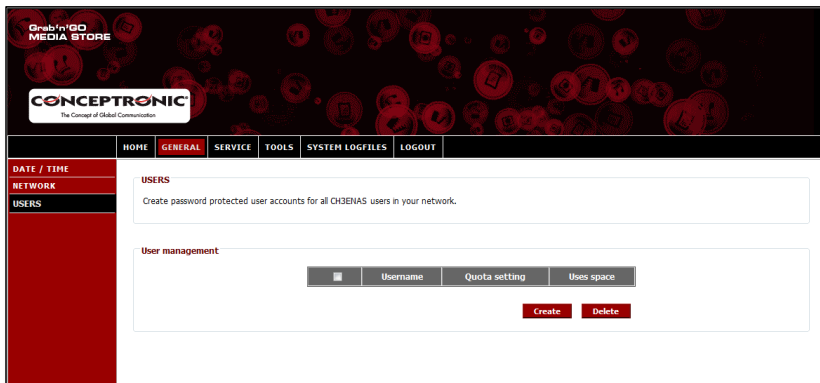 Grab'n'GO
MEDIA STORE
CONCEPTRONIC
The Concept of Global Communication
HOME GENERAL SERVICE TOOLS SYSTEM LOGFILES LOGOUT
DATE / TIME
NETWORK
USERS
USERS
Create password protected user accounts for all CH3ENAS users in your network.
User management
Username Quota setting Uses space
Create Delete